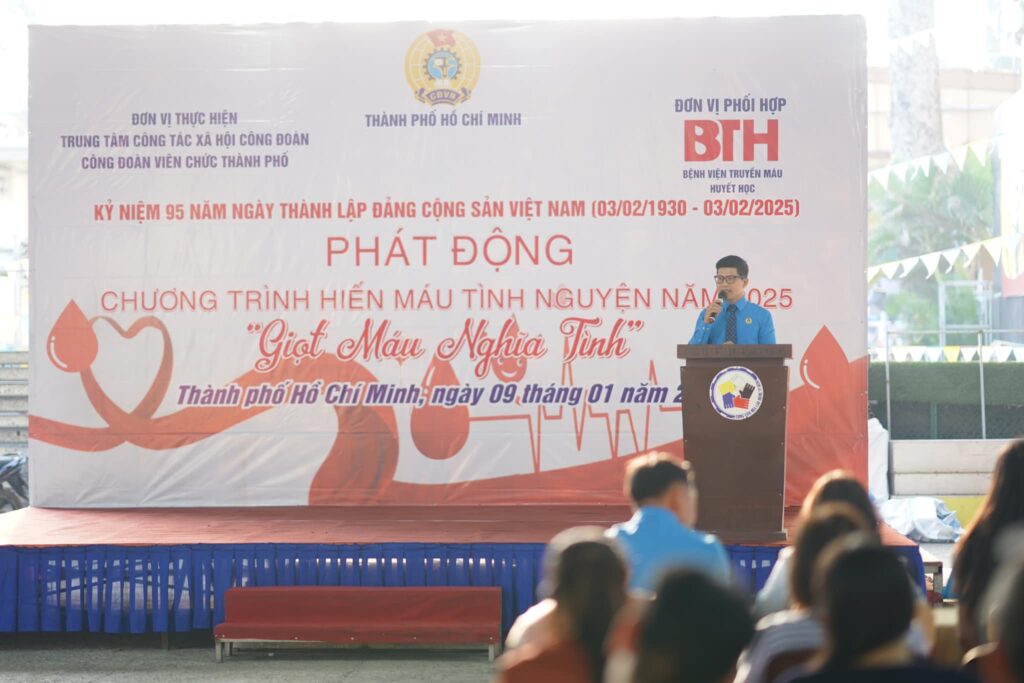 CĐVN
THÀNH PHỐ HỒ CHÍ MINH
ĐƠN VỊ THỰC HIỆN
TRUNG TÂM CÔNG TÁC XÃ HỘI CÔNG ĐOÀN
CÔNG ĐOÀN VIÊN CHỨC THÀNH PHỐ
ĐƠN VỊ PHỐI HỢP
BTH
BỆNH VIỆN TRUYỀN MÁU
HUYẾT HỌC
KỶ NIỆM 95 NĂM NGÀY THÀNH LẬP ĐẢNG CỘNG SẢN VIỆT NAM (03/02/1930 - 03/02/2025)
PHÁT ĐỘNG
CHƯƠNG TRÌNH HIẾN MÁU TÌNH NGUYỆN NĂM 2025
"Giọt Máu Nghĩa Tình"
Thành phố Hồ Chí Minh, ngày 09 tháng 01 năm 2